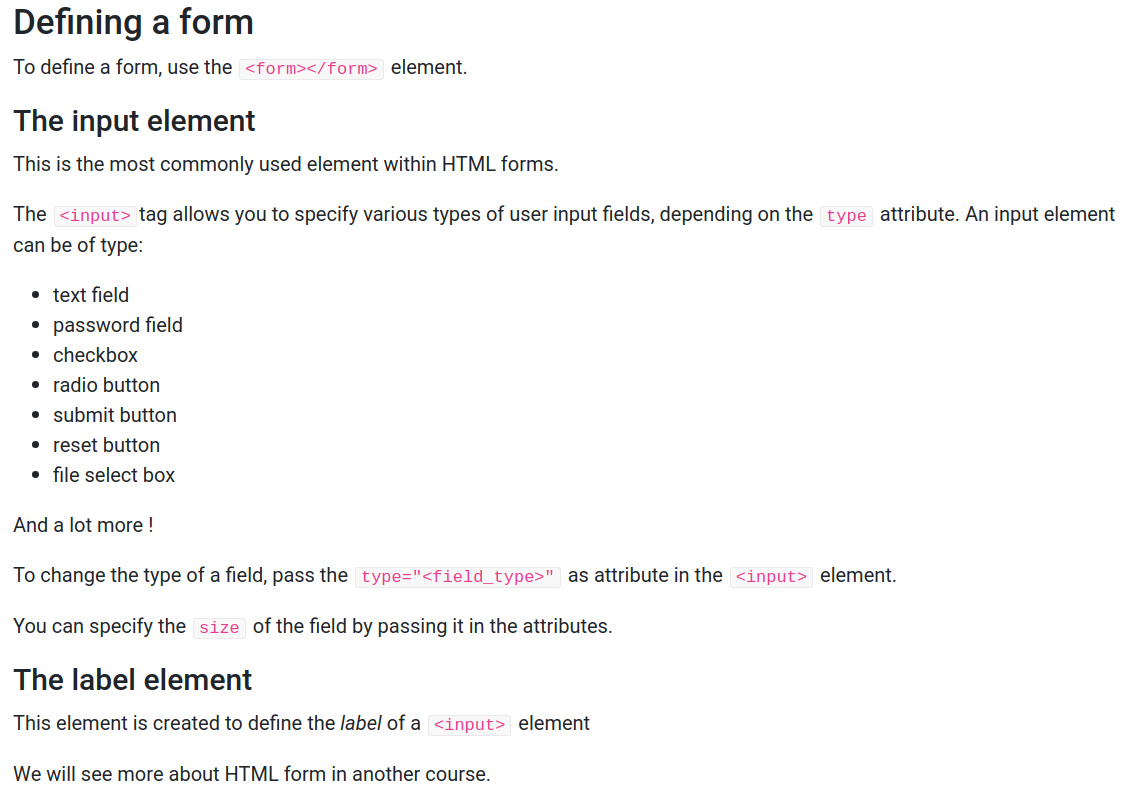 Defining a form
To define a form, use the <form></form> element.
The input element
This is the most commonly used element within HTML forms.
The <input> tag allows you to specify various types of user input fields, depending on the type attribute. An input element
can be of type:
• text field
• password field
• checkbox
• radio button
• submit button
• reset button
• file select box
And a lot more !
To change the type of a field, pass the type="<field_type>" as attribute in the <input> element.
You can specify the size of the field by passing it in the attributes.
The label element
This element is created to define the label of a <input> element
We will see more about HTML form in another course.